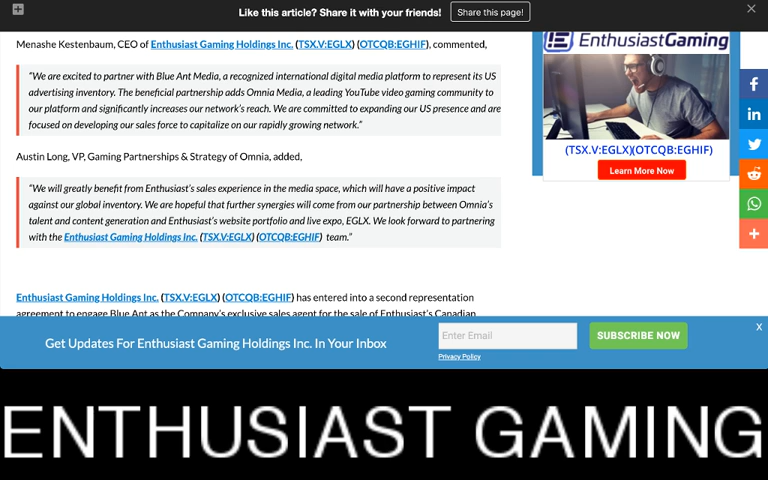 Like this article? Share it with your friends!
Share this page!
Menashe Kestenbaum, CEO of Enthusiast Gaming Holdings Inc. (TSX.V:EGLX) (OTCQB:EGHIF), commented,
"We are excited to partner with Blue Ant Media, a recognized international digital media platform to represent its US
advertising inventory. The beneficial partnership adds Omnia Media, a leading YouTube video gaming community to
our platform and significantly increases our network's reach. We are committed to expanding our US presence and are
focused on developing our sales force to capitalize on our rapidly growing network."
Austin Long, VP, Gaming Partnerships & Strategy of Omnia, added,
"We will greatly benefit from Enthusiast's sales experience in the media space, which will have a positive impact
against our global inventory. We are hopeful that further synergies will come from our partnership between Omnia's
talent and content generation and Enthusiast's website portfolio and live expo, EGLX. We look forward to partnering
with the Enthusiast Gaming Holdings Inc. (TSX.V:EGLX) (OTCQB:EGHIF) team."
Enthusiast Gaming Holdings Inc. (TSX.V:EGLX) (OTCQB:EGHIF) has entered into a second representation
agreement to engage Blue Ant as the Company's exclusive sales agent for the sale of Enthusiast's Canadian
EnthusiastGaming
(TSX.V:EGLX)(OTCQB:EGHIF)
Learn More Now
Get Updates For Enthusiast Gaming Holdings Inc. In Your Inbox
Enter Email
SUBSCRIBE NOW
X
Privacy Policy
ENTHUSIAST GAMING